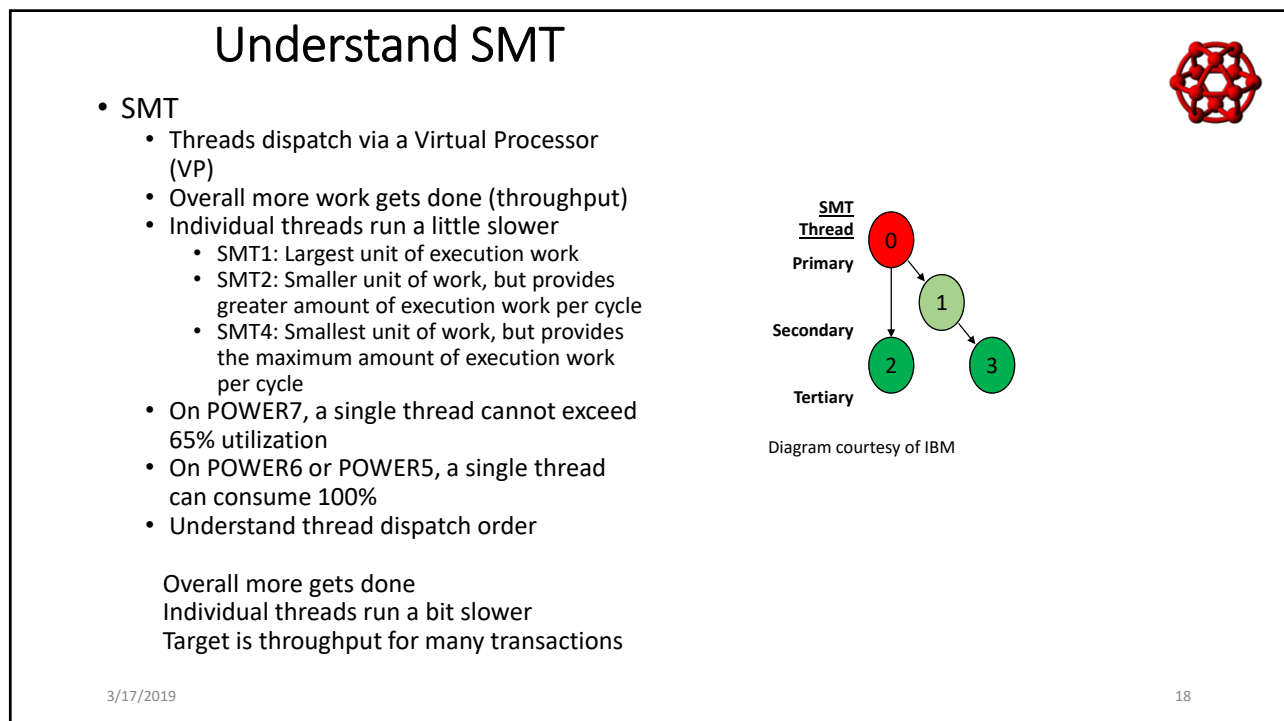 Understand SMT
• SMT
• Threads dispatch via a Virtual Processor
(VP)
• Overall more work gets done (throughput)
• Individual threads run a little slower
• SMT1: Largest unit of execution work
• SMT2: Smaller unit of work, but provides
greater amount of execution work per cycle
• SMT4: Smallest unit of work, but provides
the maximum amount of execution work
per cycle
• On POWER7, a single thread cannot exceed
65% utilization
• On POWER6 or POWER5, a single thread
can consume 100%
• Understand thread dispatch order
Overall more gets done
Individual threads run a bit slower
Target is throughput for many transactions
SMT
Thread
0
Primary
1
Secondary
2
3
Tertiary
Diagram courtesy of IBM
3/17/2019
18